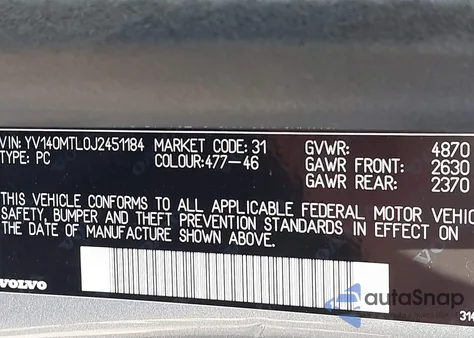 VIN: YV140MTL0J2451184 MARKET CODE: 31 GVWR: 4870
TYPE: PC COLOUR:477-46 GAWR FRONT: 2630
GAWR REAR: 2370
THIS VEHICLE CONFORMS TO ALL APPLICABLE FEDERAL MOTOR VEHIC
SAFETY, BUMPER AND THEFT PREVENTION STANDARDS IN EFFECT ON
THE DATE OF MANUFACTURE SHOWN ABOVE.
VOLVO
autoSnap
314